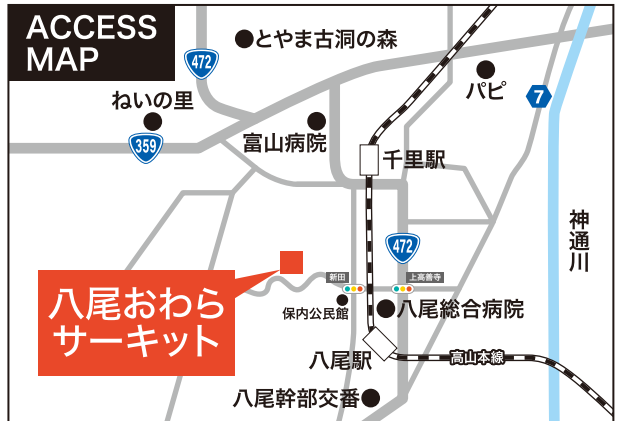 ACCESS
MAP
472
とやま古洞の森
パピ
7
ねいの里
359
富山病院
千里駅
神通川
472
新田
上高善寺
八尾おわら
サーキット
保内公民館
八尾総合病院
八尾駅
高山本線
八尾幹部交番